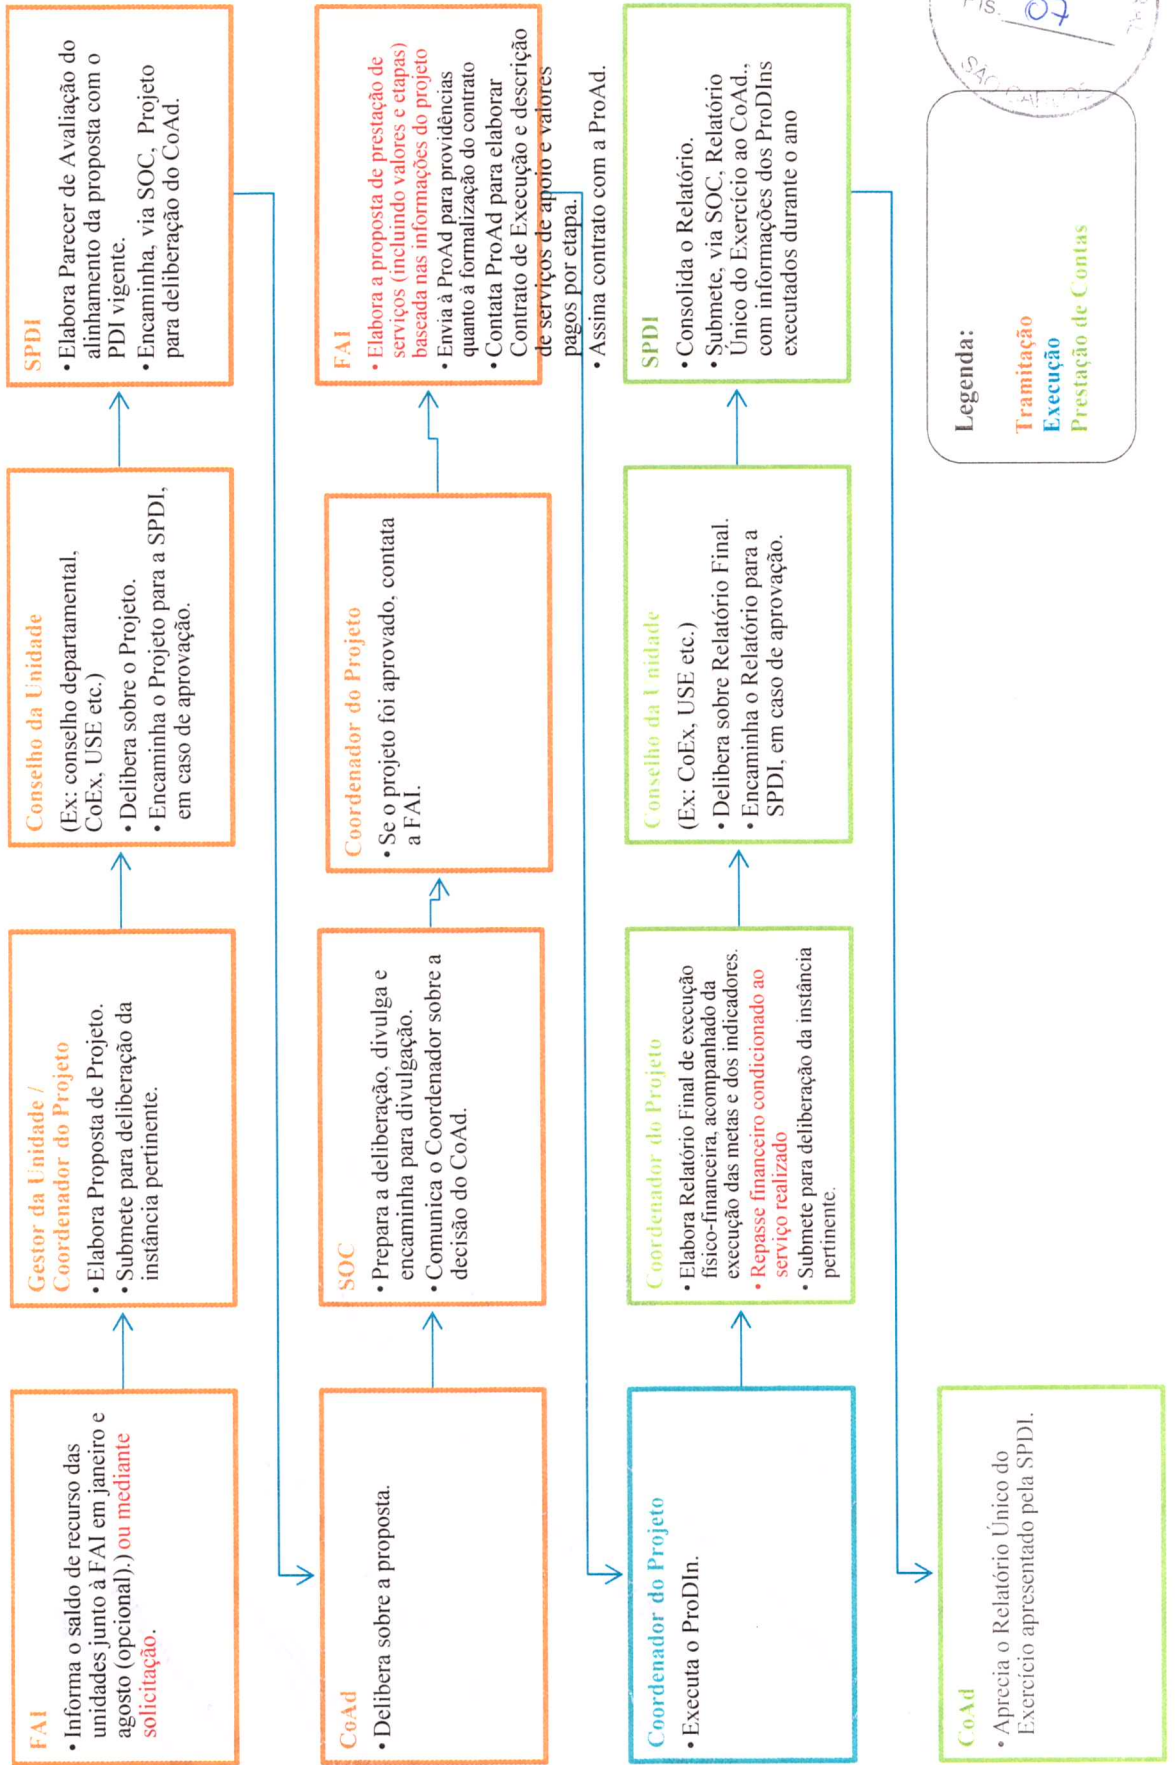 FAI
• Informa o saldo de recurso das
unidades junto à FAI em janeiro e
agosto (opcional).) ou mediante
solicitação.
Gestor da Unidade /
Coordenador do Projeto
• Elabora Proposta de Projeto.
• Submete para deliberação da
instância pertinente.
Conselho da Unidade
(Ex: conselho departamental,
CoEx, USE etc.)
• Delibera sobre o Projeto.
• Encaminha o Projeto para a SPDI,
em caso de aprovação.
SPDI
• Elabora Parecer de Avaliação do
alinhamento da proposta com o
PDI vigente.
• Encaminha, via SOC, Projeto
para deliberação do CoAd.
CoAd
• Delibera sobre a proposta.
SOC
• Prepara a deliberação, divulga e
encaminha para divulgação.
• Comunica o Coordenador sobre a
decisão do CoAd.
Coordenador do Projeto
• Se o projeto foi aprovado, contata
a FAI.
FAI
• Elabora a proposta de prestação de
serviços (incluindo valores e etapas)
baseada nas informações do projeto
• Envia à ProAd para providências
quanto à formalização do contrato
• Contata ProAd para elaborar
Contrato de Execução e descrição
de serviços de apoio e valores
pagos por etapa.
• Assina contrato com a ProAd.
Coordenador do Projeto
• Executa o ProDIn.
Coordenador do Projeto
• Elabora Relatório Final de execução
físico-financeira, acompanhado da
execução das metas e dos indicadores.
• Repasse financeiro condicionado ao
serviço realizado
• Submete para deliberação da instância
pertinente.
Conselho da Unidade
(Ex: CoEx, USE etc.)
• Delibera sobre Relatório Final.
• Encaminha o Relatório para a
SPDI, em caso de aprovação.
SPDI
• Consolida o Relatório.
• Submete, via SOC, Relatório
Único do Exercício ao CoAd.,
com informações dos ProDIns
executados durante o ano
CoAd
• Aprecia o Relatório Único do
Exercício apresentado pela SPDI.
Legenda:
Tramitação
Execução
Prestação de Contas
Fls. 07
SÃO CARLOS